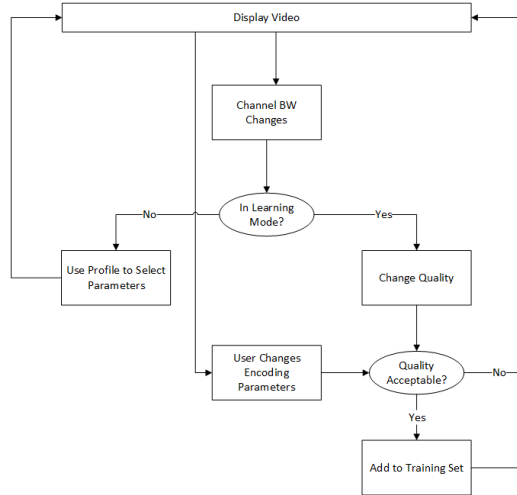 Display Video
Channel BW
Changes
In Learning
Mode?
No
Yes
Use Profile to Select
Parameters
Change Quality
User Changes
Encoding
Parameters
Quality
Acceptable?
No
Yes
Add to Training Set